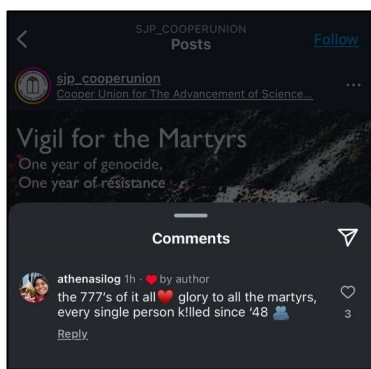 SJP_COOPERUNION
Posts
Follow
sjp_cooperunion
Cooper Union for The Advancement of Science...
Vigil for the Martyrs
One year of genocide,
One year of resistance
Comments
athenasilog 1h · ❤️ by author
the 777's of it all❤️ glory to all the martyrs,
every single person k!lled since '48 🫂
3
Reply